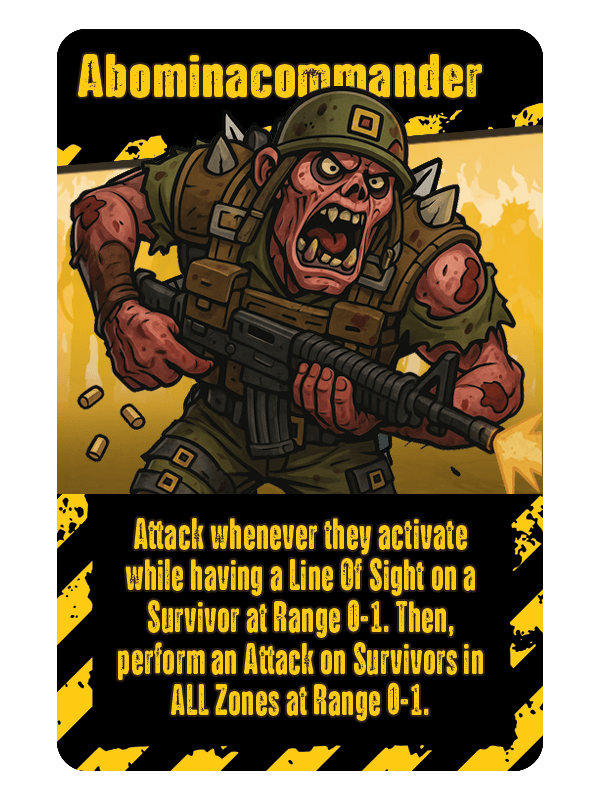 Abominacommander
Attack whenever they activate
while having a Line Of Sight on a
Survivor at Range 0-1. Then,
perform an Attack on Survivors in
ALL Zones at Range 0-1.